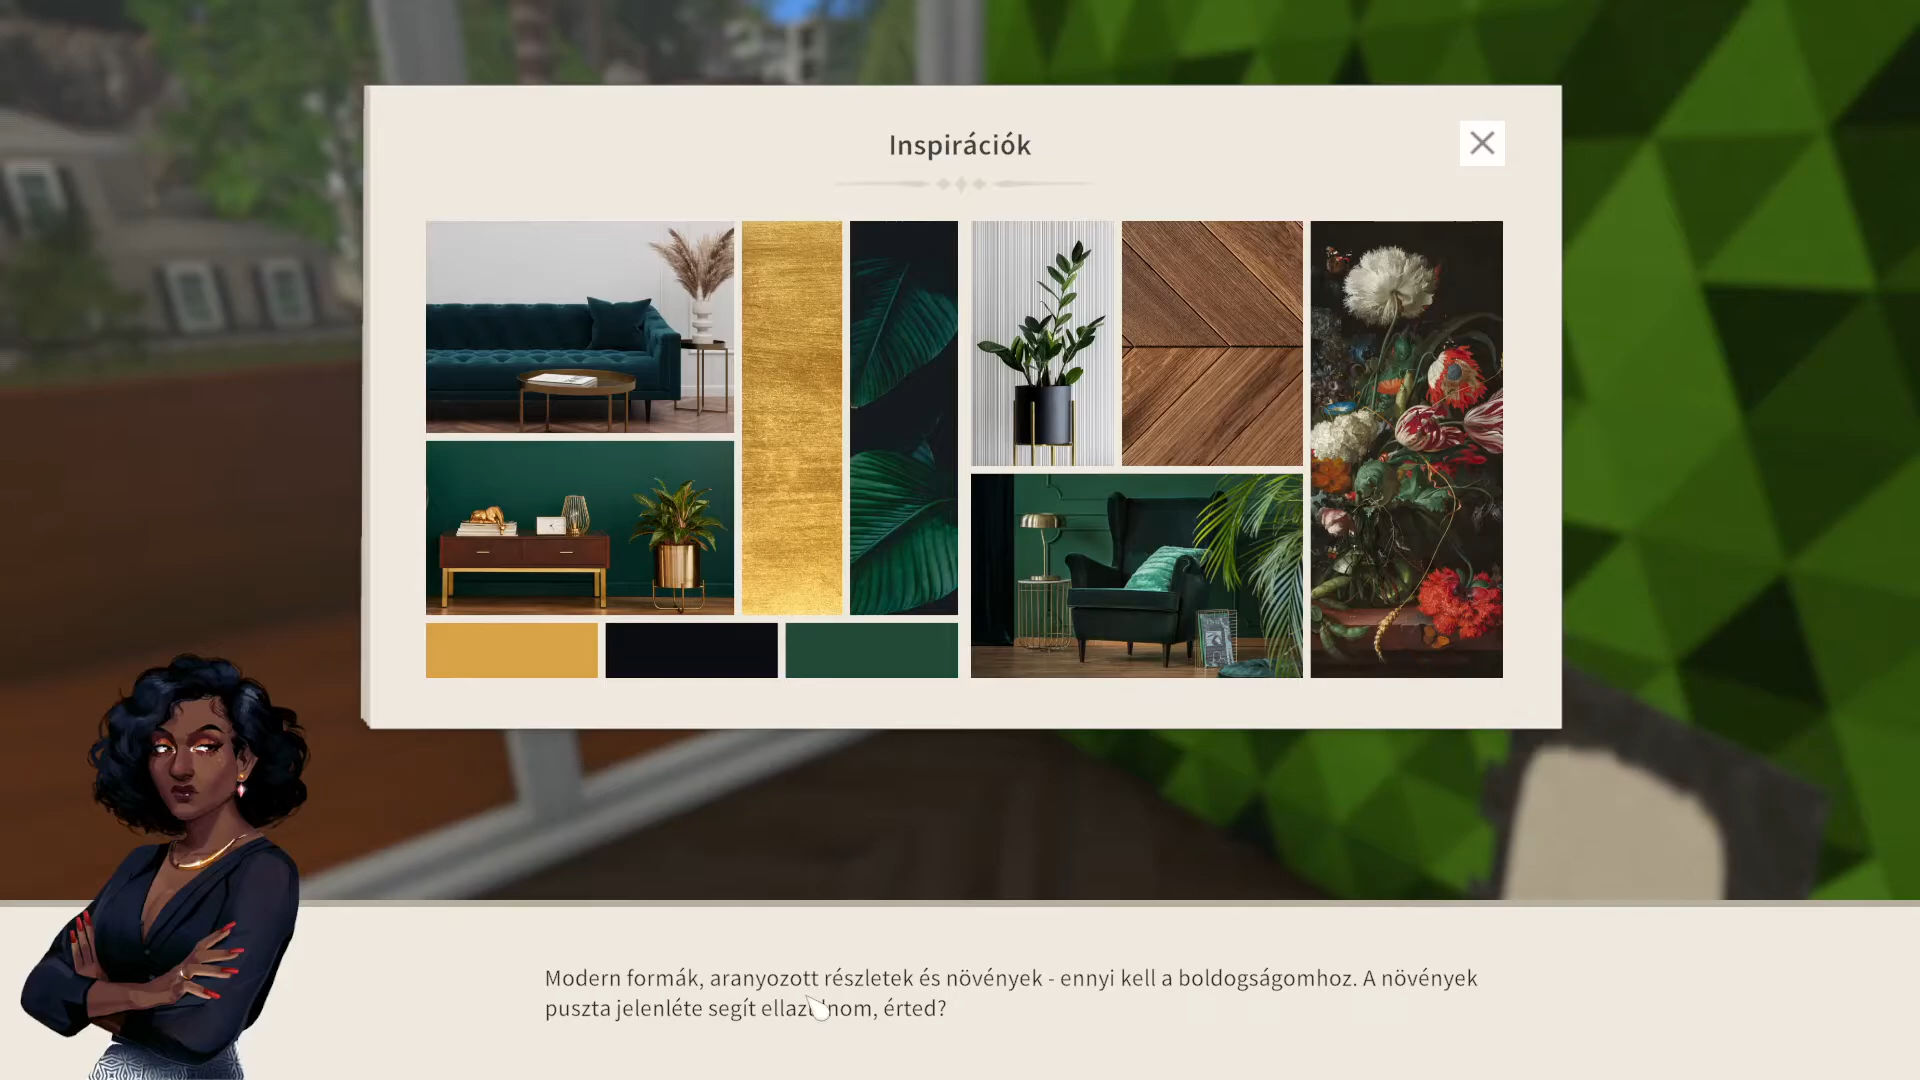 Inspirációk
Modern formák, aranyozott részletek és növények - ennyi kell a boldogságomhoz. A növények
puszta jelenléte segít ellazulnom, érted?